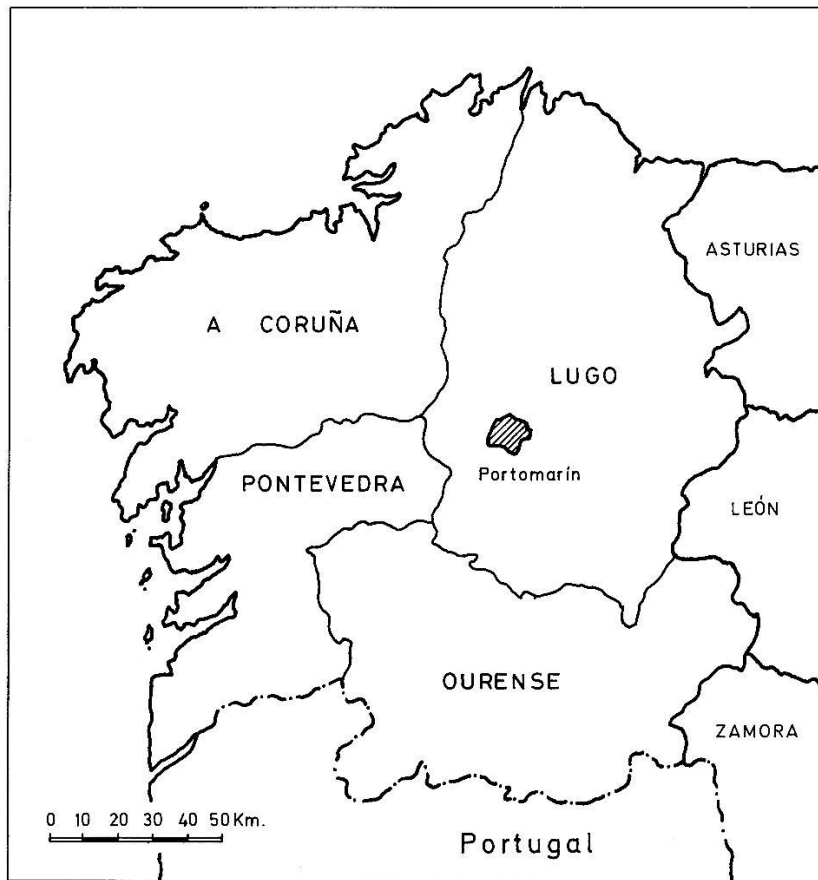 ASTURIAS
A CORUÑA
LUGO
Portomarín
PONTEVEDRA
LEÓN
OURENSE
ZAMORA
0 10 20 30 40 50 Km.
Portugal